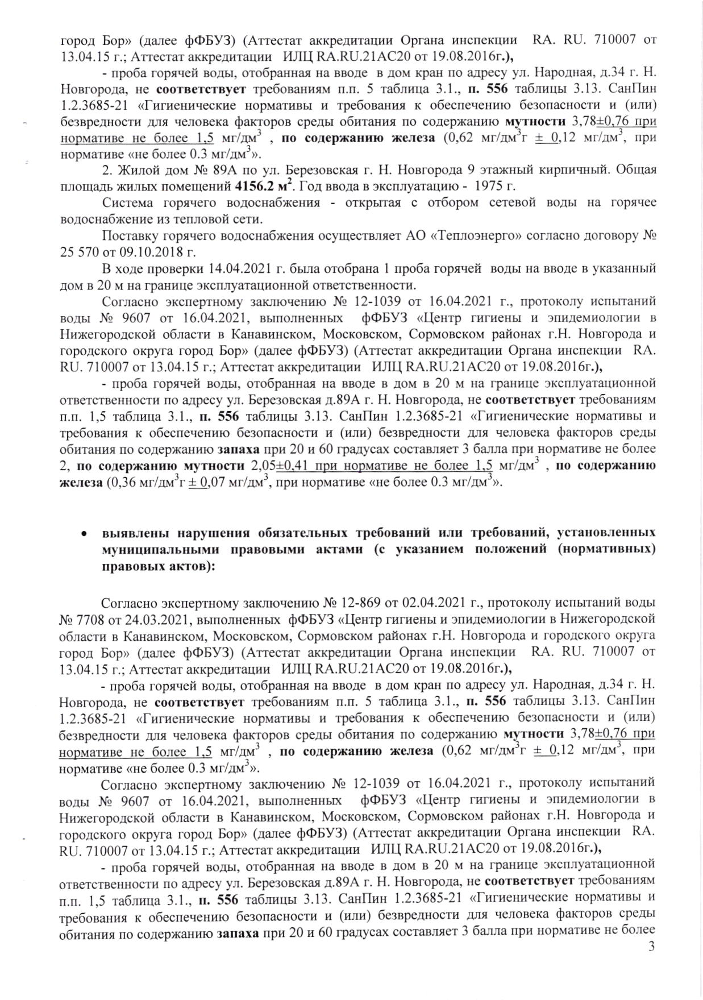 город Бор» (далее фФБУЗ) (Аттестат аккредитации Органа инспекции RA. RU. 710007 от
13.04.15 г.; Аттестат аккредитации ИЛЦ RA.RU.21АС20 от 19.08.2016г.),
- проба горячей воды, отобранная на вводе в дом кран по адресу ул. Народная, д.34 г. Н.
Новгорода, не соответствует требованиям п.п. 5 таблица 3.1., п. 556 таблицы 3.13. СанПин
1.2.3685-21 «Гигиенические нормативы и требования к обеспечению безопасности и (или)
безвредности для человека факторов среды обитания по содержанию мутности 3,78±0,76 при
нормативе не более 1,5 мг/дм³ , по содержанию железа (0,62 мг/дм³г ± 0,12 мг/дм³, при
нормативе «не более 0.3 мг/дм³».
2. Жилой дом № 89А по ул. Березовская г. Н. Новгорода 9 этажный кирпичный. Общая
площадь жилых помещений 4156.2 м². Год ввода в эксплуатацию - 1975 г.
Система горячего водоснабжения - открытая с отбором сетевой воды на горячее
водоснабжение из тепловой сети.
Поставку горячего водоснабжения осуществляет АО «Теплоэнерго» согласно договору №
25 570 от 09.10.2018 г.
В ходе проверки 14.04.2021 г. была отобрана 1 проба горячей воды на вводе в указанный
дом в 20 м на границе эксплуатационной ответственности.
Согласно экспертному заключению № 12-1039 от 16.04.2021 г., протоколу испытаний
воды № 9607 от 16.04.2021, выполненных фФБУЗ «Центр гигиены и эпидемиологии в
Нижегородской области в Канавинском, Московском, Сормовском районах г.Н. Новгорода и
городского округа город Бор» (далее фФБУЗ) (Аттестат аккредитации Органа инспекции RA.
RU. 710007 от 13.04.15 г.; Аттестат аккредитации ИЛЦ RA.RU.21АС20 от 19.08.2016г.),
- проба горячей воды, отобранная на вводе в дом в 20 м на границе эксплуатационной
ответственности по адресу ул. Березовская д.89А г. Н. Новгорода, не соответствует требованиям
п.п. 1,5 таблица 3.1., п. 556 таблицы 3.13. СанПин 1.2.3685-21 «Гигиенические нормативы и
требования к обеспечению безопасности и (или) безвредности для человека факторов среды
обитания по содержанию запаха при 20 и 60 градусах составляет 3 балла при нормативе не более
2, по содержанию мутности 2,05±0,41 при нормативе не более 1,5 мг/дм³ , по содержанию
железа (0,36 мг/дм³г ± 0,07 мг/дм³, при нормативе «не более 0.3 мг/дм³».
• выявлены нарушения обязательных требований или требований, установленных
муниципальными правовыми актами (с указанием положений (нормативных)
правовых актов):
Согласно экспертному заключению № 12-869 от 02.04.2021 г., протоколу испытаний воды
№ 7708 от 24.03.2021, выполненных фФБУЗ «Центр гигиены и эпидемиологии в Нижегородской
области в Канавинском, Московском, Сормовском районах г.Н. Новгорода и городского округа
город Бор» (далее фФБУЗ) (Аттестат аккредитации Органа инспекции RA. RU. 710007 от
13.04.15 г.; Аттестат аккредитации ИЛЦ RA.RU.21АС20 от 19.08.2016г.),
- проба горячей воды, отобранная на вводе в дом кран по адресу ул. Народная, д.34 г. Н.
Новгорода, не соответствует требованиям п.п. 5 таблица 3.1., п. 556 таблицы 3.13. СанПин
1.2.3685-21 «Гигиенические нормативы и требования к обеспечению безопасности и (или)
безвредности для человека факторов среды обитания по содержанию мутности 3,78±0,76 при
нормативе не более 1,5 мг/дм³ , по содержанию железа (0,62 мг/дм³г ± 0,12 мг/дм³, при
нормативе «не более 0.3 мг/дм³».
Согласно экспертному заключению № 12-1039 от 16.04.2021 г., протоколу испытаний
воды № 9607 от 16.04.2021, выполненных фФБУЗ «Центр гигиены и эпидемиологии в
Нижегородской области в Канавинском, Московском, Сормовском районах г.Н. Новгорода и
городского округа город Бор» (далее фФБУЗ) (Аттестат аккредитации Органа инспекции RA.
RU. 710007 от 13.04.15 г.; Аттестат аккредитации ИЛЦ RA.RU.21АС20 от 19.08.2016г.),
- проба горячей воды, отобранная на вводе в дом в 20 м на границе эксплуатационной
ответственности по адресу ул. Березовская д.89А г. Н. Новгорода, не соответствует требованиям
п.п. 1,5 таблица 3.1., п. 556 таблицы 3.13. СанПин 1.2.3685-21 «Гигиенические нормативы и
требования к обеспечению безопасности и (или) безвредности для человека факторов среды
обитания по содержанию запаха при 20 и 60 градусах составляет 3 балла при нормативе не более
3